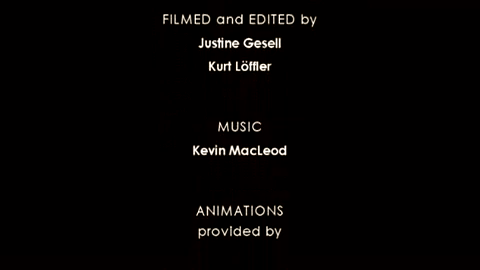 FILMED and EDITED by
Justine Gesell
Kurt Löffler
MUSIC
Kevin MacLeod
ANIMATIONS
provided by